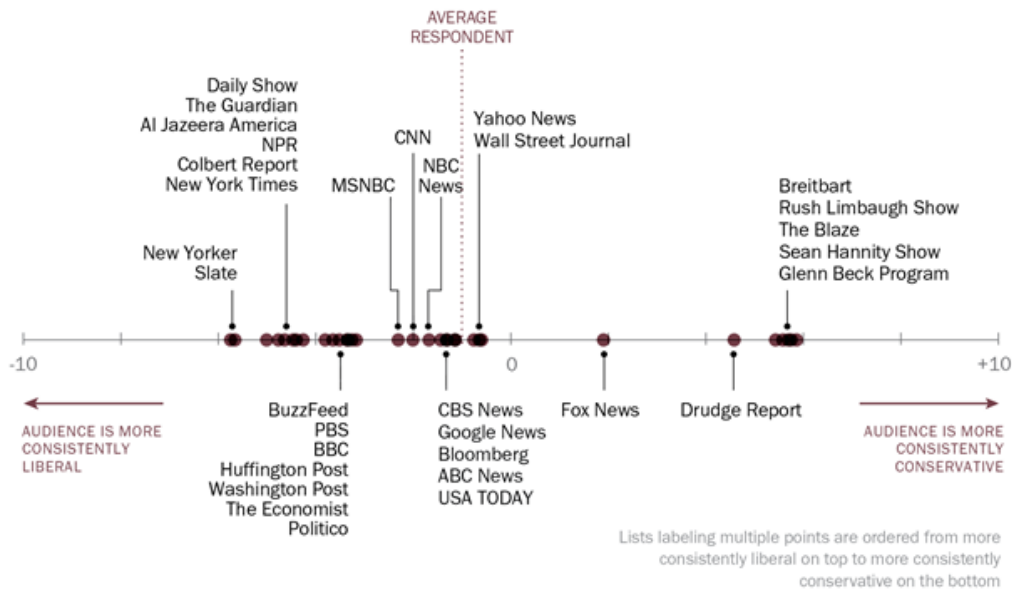 AVERAGE
RESPONDENT
Daily Show
The Guardian
Al Jazeera America
NPR
Colbert Report
New York Times
New Yorker
Slate
MSNBC
CNN
NBC
News
Yahoo News
Wall Street Journal
Breitbart
Rush Limbaugh Show
The Blaze
Sean Hannity Show
Glenn Beck Program
-10
0
+10
AUDIENCE IS MORE
CONSISTENTLY
LIBERAL
BuzzFeed
PBS
BBC
Huffington Post
Washington Post
The Economist
Politico
CBS News
Google News
Bloomberg
ABC News
USA TODAY
Fox News
Drudge Report
AUDIENCE IS MORE
CONSISTENTLY
CONSERVATIVE
Lists labeling multiple points are ordered from more
consistently liberal on top to more consistently
conservative on the bottom